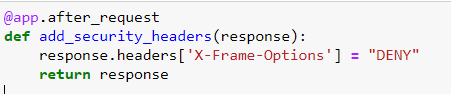 @app.after_request
def add_security_headers(response):
    response.headers['X-Frame-Options'] = "DENY"
    return response